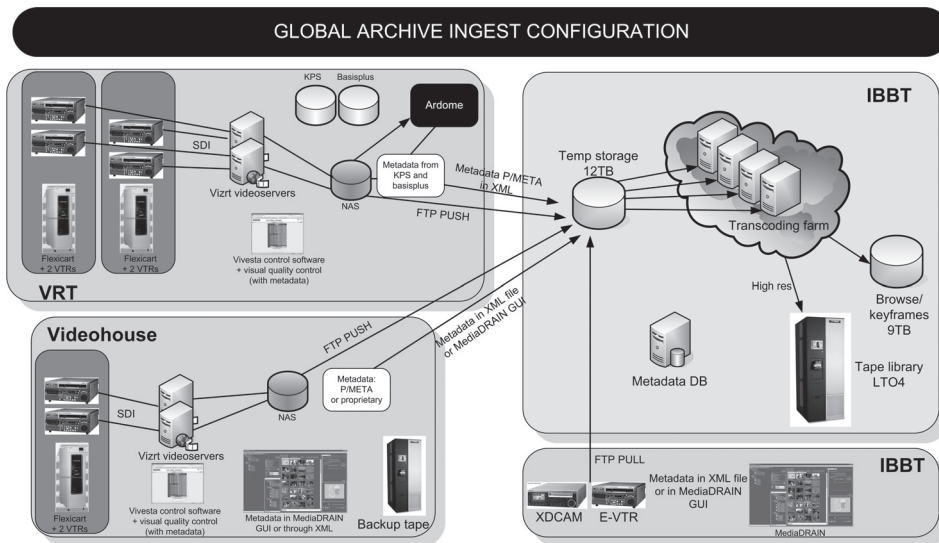 GLOBAL ARCHIVE INGEST CONFIGURATION
KPS
Basisplus
Ardome
SDI
Vizrt videoservers
NAS
Metadata from
KPS and
basisplus
Metadata P/META
in XML
FTP PUSH
Flexicart
+ 2 VTRs
Flexicart
+ 2 VTRs
Vivesta control software
+ visual quality control
(with metadata)
VRT
IBBT
Temp storage
12TB
Transcoding farm
High res
Browse/
keyframes
9TB
Metadata DB
Tape library
LTO4
Videohouse
FTP PUSH
Metadata in XML file
or MediaDRAIN GUI
SDI
Vizrt videoservers
NAS
Metadata:
P/META
or proprietary
Flexicart
+ 2 VTRs
Vivesta control software
+ visual quality control
(with metadata)
Metadata in MediaDRAIN
GUI or through XML
Backup tape
IBBT
FTP PULL
XDCAM
E-VTR
Metadata in XML file
or in MediaDRAIN
GUI
MediaDRAIN